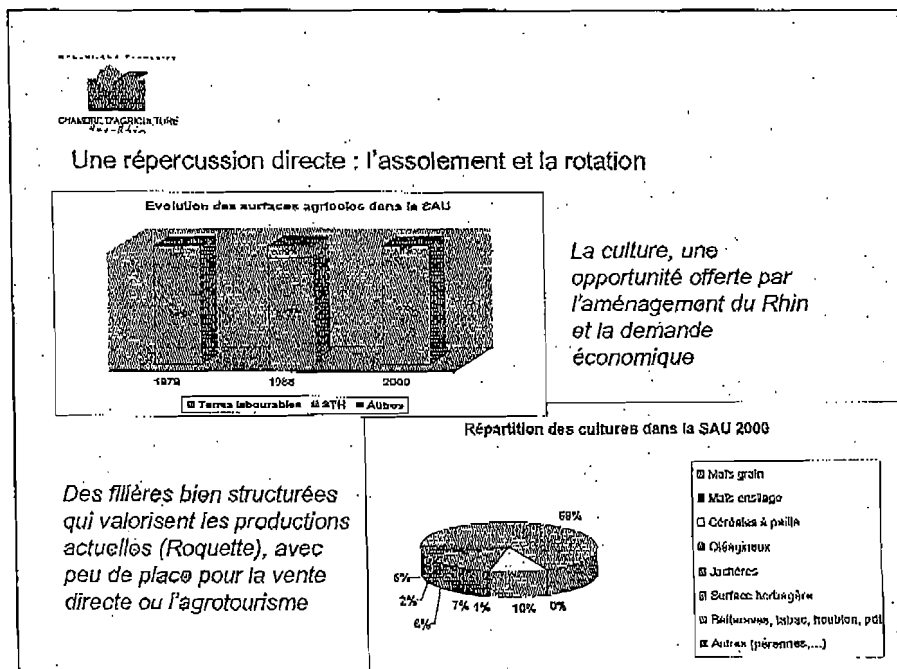 CHAMBRE D'AGRICULTURE
Haut-Rhin
Une répercussion directe : l'assolement et la rotation
Evolution des surfaces agricoles dans la SAU
1979
1988
2000
Terres labourables STH Autres
La culture, une
opportunité offerte par
l'aménagement du Rhin
et la demande
économique
Répartition des cultures dans la SAU 2000
Des filières bien structurées
qui valorisent les productions
actuelles (Roquette), avec
peu de place pour la vente
directe ou l'agrotourisme
2%
7%
1%
10%
0%
Maïs grain
Maïs ensilage
Céréales à paille
Oléagineux
Jachères
Surface herbagère
Betteraves, tabac, houblon, pdt
Autres (pérennes,...)